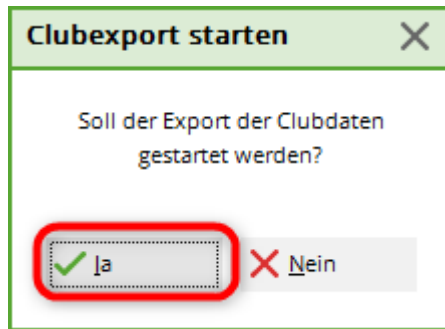 Clubexport starten
Soll der Export der Clubdaten
gestartet werden?
Ja
Nein